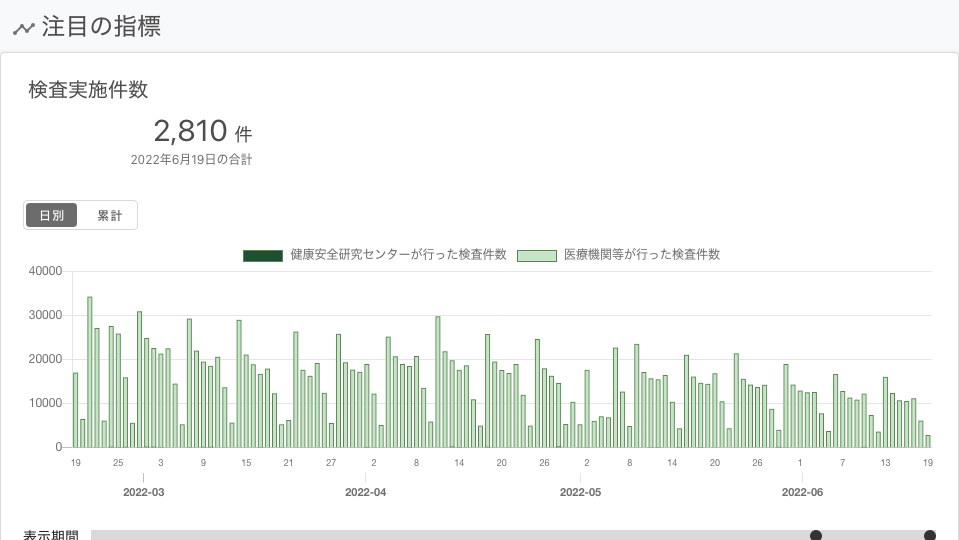 注目の指標
検査実施件数
2,810 件
2022年6月19日の合計
日別 累計
健康安全研究センターが行った検査件数 医療機関等が行った検査件数
40000
30000
20000
10000
0
19 25 3 9 15 21 27 2 8 14 20 26 2 8 14 20 26 1 7 13 19
2022-03 2022-04 2022-05 2022-06
表示期間